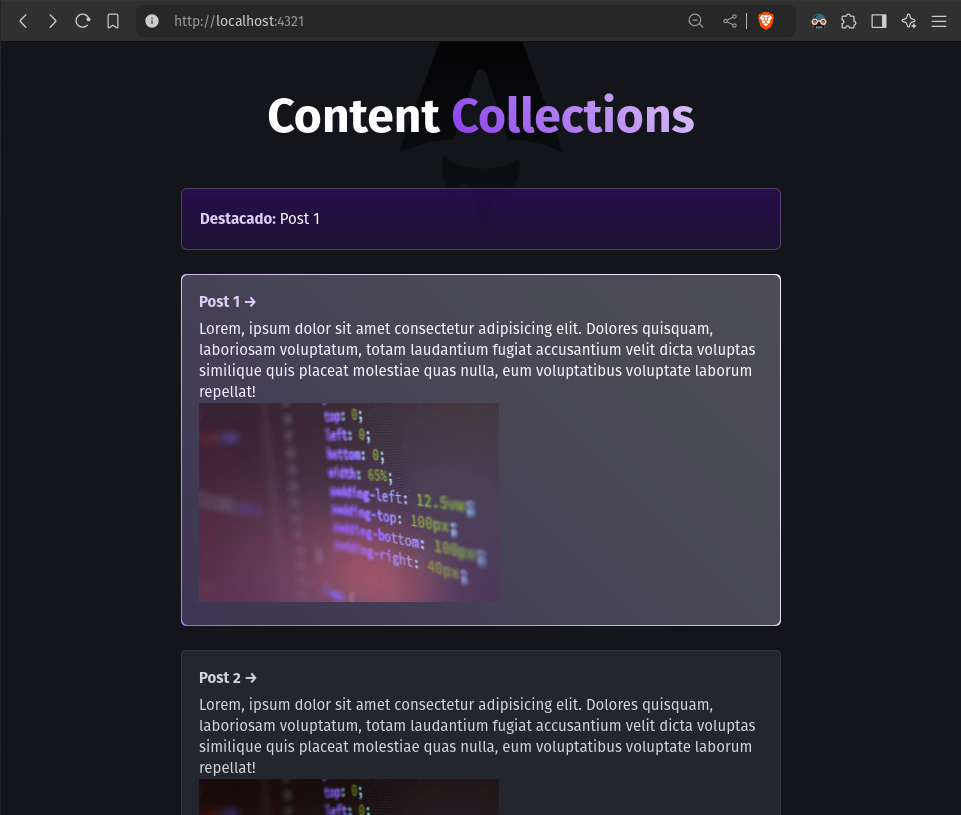 http://localhost:4321
Content Collections
Destacado: Post 1
Post 1 →
Lorem, ipsum dolor sit amet consectetur adipisicing elit. Dolores quisquam,
laboriosam voluptatum, totam laudantium fugiat accusantium velit dicta voluptas
similique quis placeat molestiae quas nulla, eum voluptatibus voluptate laborum
repellat!
top: 0;
left: 0;
bottom: 0;
width: 65%;
padding-left: 12.5vw;
padding-top: 100px;
padding-bottom: 100px;
padding-right: 40px;
Post 2 →
Lorem, ipsum dolor sit amet consectetur adipisicing elit. Dolores quisquam,
laboriosam voluptatum, totam laudantium fugiat accusantium velit dicta voluptas
similique quis placeat molestiae quas nulla, eum voluptatibus voluptate laborum
repellat!
top: 0;
left: 0;